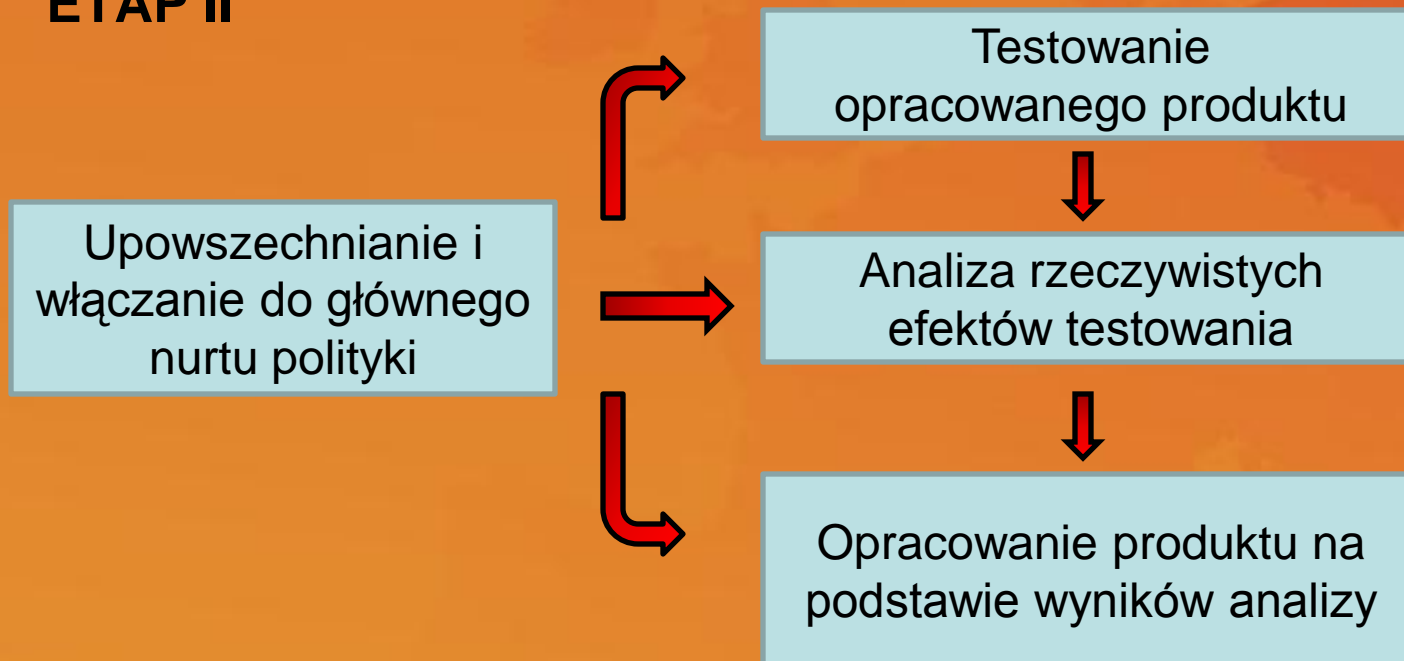 ETAP II
Testowanie
opracowanego produktu
Upowszechnianie i
włączanie do głównego
nurtu polityki
Analiza rzeczywistych
efektów testowania
Opracowanie produktu na
podstawie wyników analizy